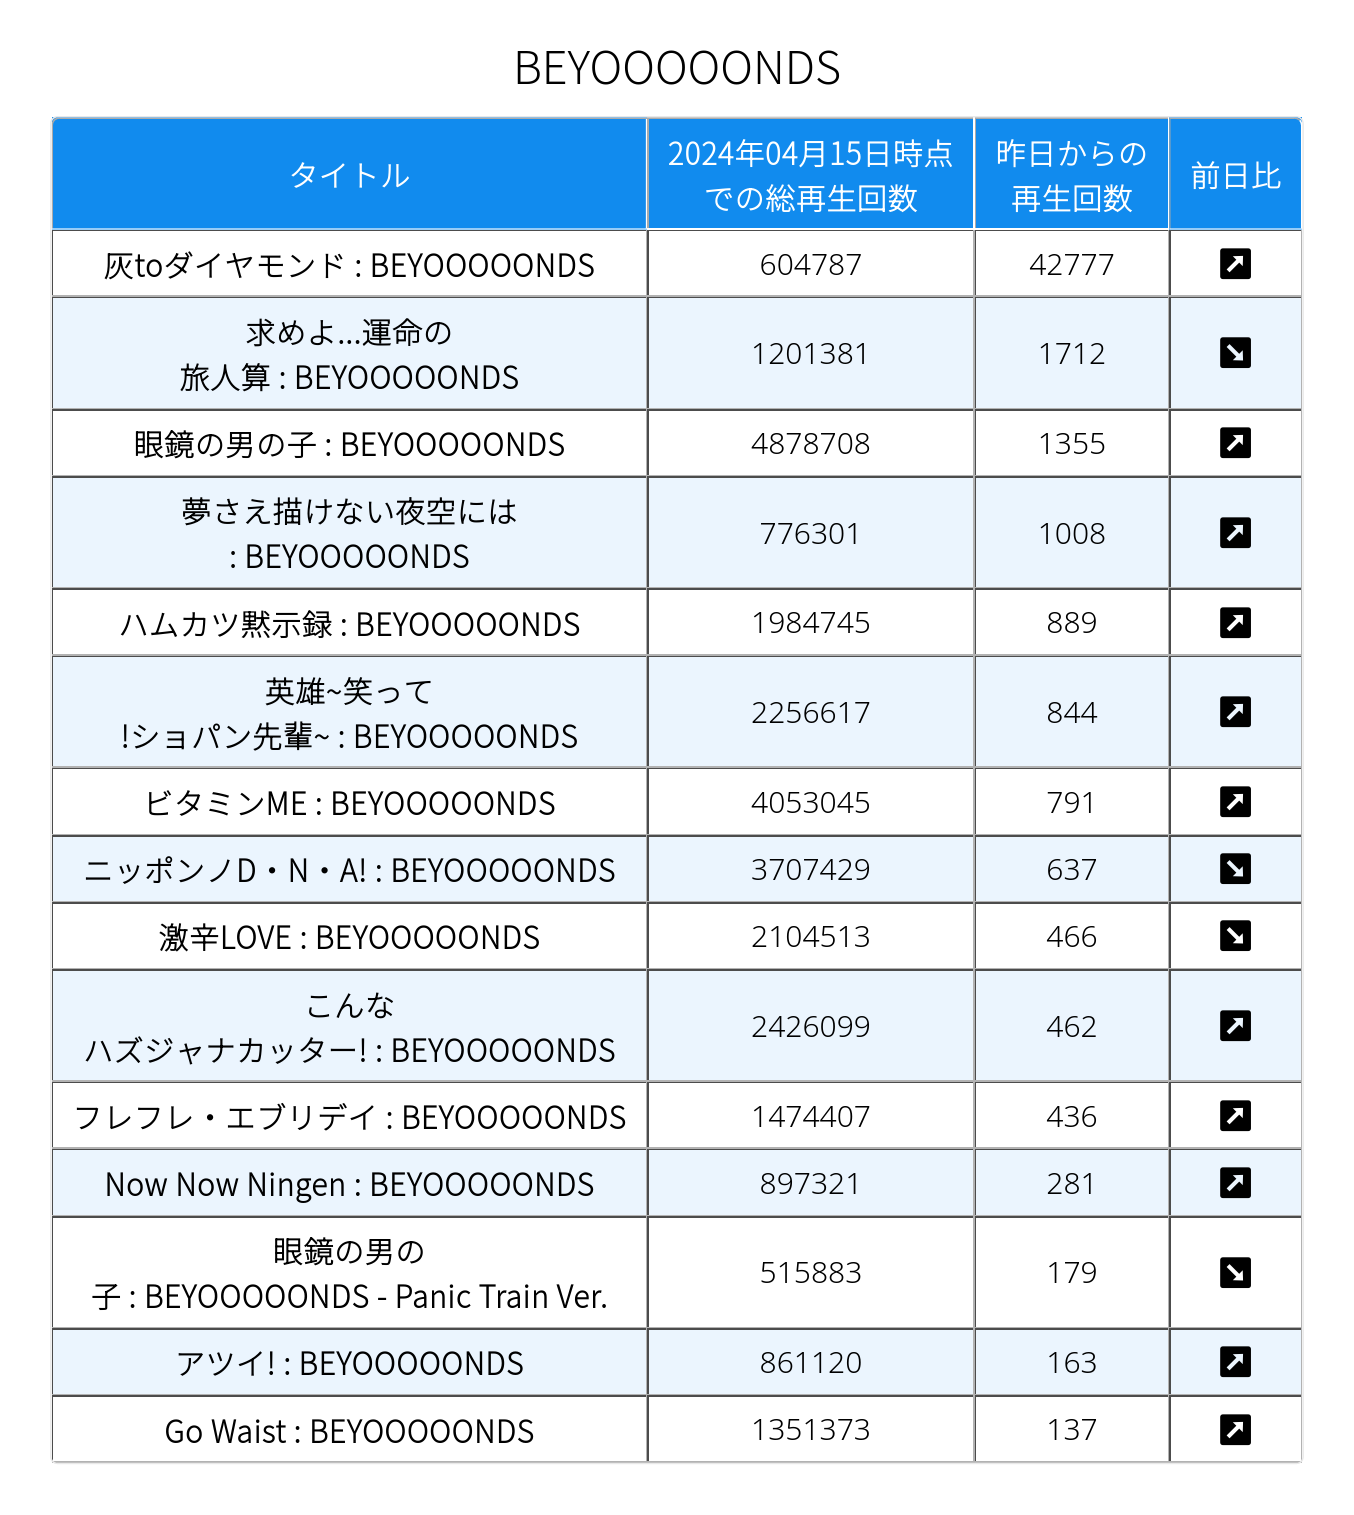 BEYOOOOONDS
タイトル
2024年04月15日時点
での総再生回数
昨日からの
再生回数
前日比
灰toダイヤモンド : BEYOOOOONDS
604787
42777
求めよ...運命の
旅人算 : BEYOOOOONDS
1201381
1712
眼鏡の男の子 : BEYOOOOONDS
4878708
1355
夢さえ描けない夜空には
: BEYOOOOONDS
776301
1008
ハムカツ黙示録 : BEYOOOOONDS
1984745
889
英雄~笑って
!ショパン先輩~ : BEYOOOOONDS
2256617
844
ビタミンME : BEYOOOOONDS
4053045
791
ニッポンノD・N・A! : BEYOOOOONDS
3707429
637
激辛LOVE : BEYOOOOONDS
2104513
466
こんな
ハズジャナカッター! : BEYOOOOONDS
2426099
462
フレフレ・エブリデイ : BEYOOOOONDS
1474407
436
Now Now Ningen : BEYOOOOONDS
897321
281
眼鏡の男の
子 : BEYOOOOONDS - Panic Train Ver.
515883
179
アツイ! : BEYOOOOONDS
861120
163
Go Waist : BEYOOOOONDS
1351373
137